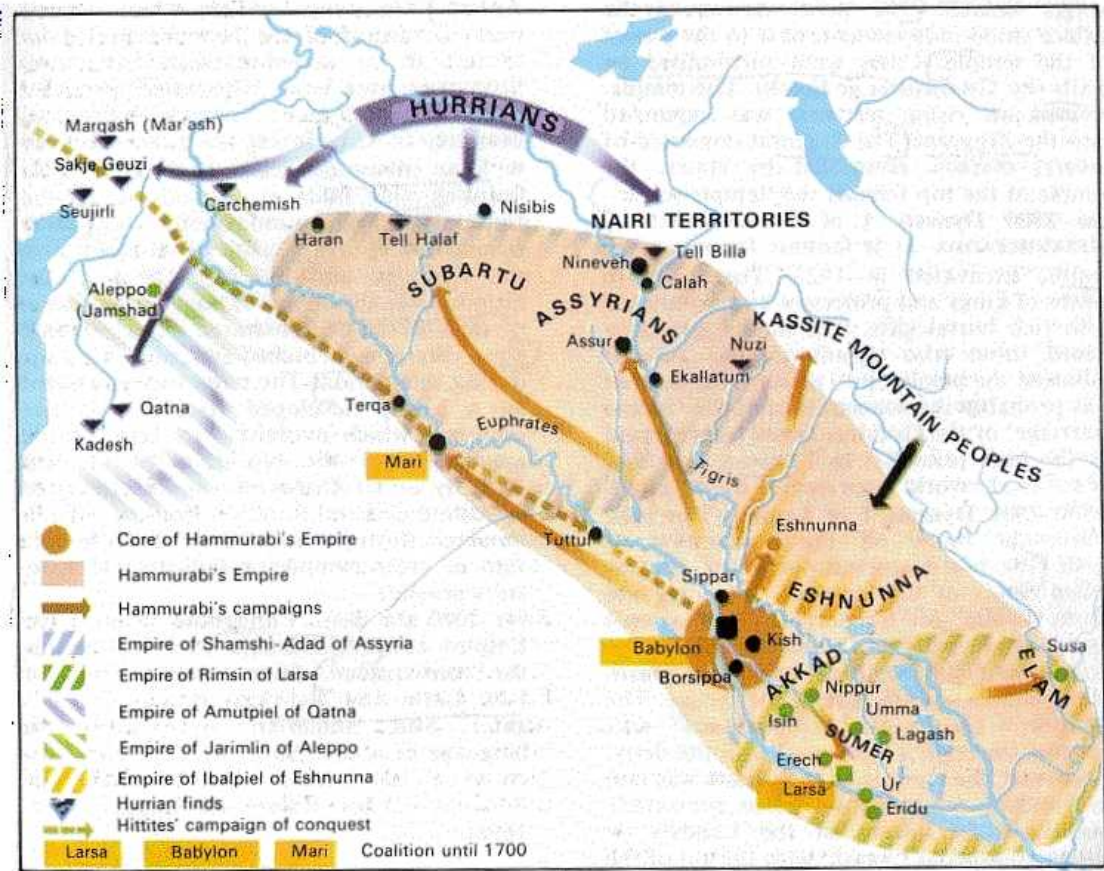 HURRIANS
Marqash (Mar'ash)
Sakje Geuzi
Seujirli
Carchemish
Haran
Tell Halaf
Nisibis
NAIRI TERRITORIES
Tell Billa
Nineveh
Calah
SUBARTU
ASSYRIANS
Aleppo
(Jamshad)
Assur
Nuzi
KASSITE MOUNTAIN PEOPLES
Ekallatum
Qatna
Kadesh
Terqa
Euphrates
Mari
Tigris
Tuttul
Eshnunna
Sippar
ESHNUNNA
Babylon
Kish
Borsippa
AKKAD
Susa
ELAM
Nippur
Isin
Umma
Lagash
SUMER
Erech
Larsa
Ur
Eridu
Core of Hammurabi's Empire
Hammurabi's Empire
Hammurabi's campaigns
Empire of Shamshi-Adad of Assyria
Empire of Rimsin of Larsa
Empire of Amutpiel of Qatna
Empire of Jarimlin of Aleppo
Empire of Ibalpiel of Eshnunna
Hurrian finds
Hittites' campaign of conquest
Larsa Babylon Mari Coalition until 1700